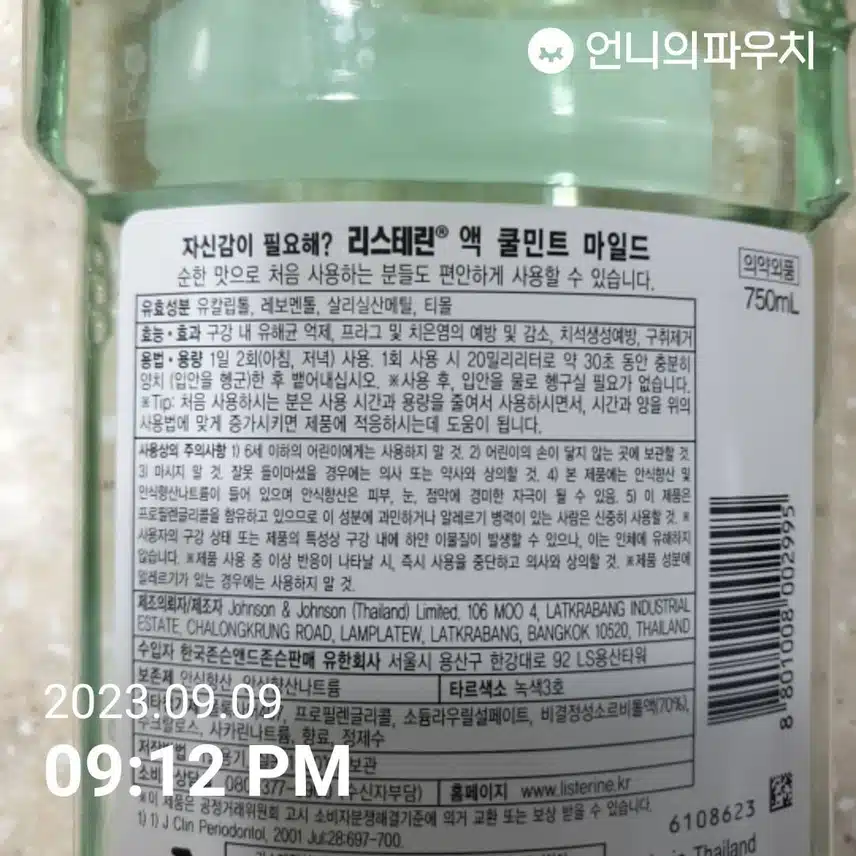 언니의파우치
자신감이 필요해? 리스테린® 액 쿨민트 마일드
순한 맛으로 처음 사용하는 분들도 편안하게 사용할 수 있습니다.
의약외품
750mL
유효성분 유칼립톨, 레보멘톨, 살리실산메틸, 티몰
효능•효과 구강 내 유해균 억제, 프라그 및 치은염의 예방 및 감소, 치석생성예방, 구취제거
용법•용량 1일 2회(아침, 저녁) 사용. 1회 사용 시 20밀리리터로 약 30초 동안 충분히
양치 (입안을 헹굼)한 후 뱉어내십시오. ※사용 후, 입안을 물로 헹구실 필요가 없습니다.
※Tip: 처음 사용하시는 분은 사용 시간과 용량을 줄여서 사용하시면서, 시간과 양을 위의
사용법에 맞게 증가시키면 제품에 적응하시는데 도움이 됩니다.
사용상의 주의사항 1) 6세 이하의 어린이에게는 사용하지 말 것. 2) 어린이의 손이 닿지 않는 곳에 보관할 것.
3) 마시지 말 것. 잘못 들이마셨을 경우에는 의사 또는 약사와 상의할 것. 4) 본 제품에는 안식향산 및
안식향산나트륨이 들어 있으며 안식향산은 피부, 눈, 점막에 경미한 자극이 될 수 있음. 5) 이 제품은
프로필렌글리콜을 함유하고 있으므로 이 성분에 과민하거나 알레르기 병력이 있는 사람은 신중히 사용할 것. ※
사용자의 구강 상태 또는 제품의 특성상 구강 내에 하얀 이물질이 발생할 수 있으나, 이는 인체에 유해하지
않습니다. ※제품 사용 중 이상 반응이 나타날 시, 즉시 사용을 중단하고 의사와 상의할 것. ※제품 성분에
알레르기가 있는 경우에는 사용하지 말 것.
제조의뢰자/제조자 Johnson & Johnson (Thailand) Limited. 106 MOO 4, LATKRABANG INDUSTRIAL
ESTATE, CHALONGKRUNG ROAD, LAMPLATEW, LATKRABANG, BANGKOK 10520, THAILAND
수입자 한국존슨앤드존슨판매 유한회사 서울시 용산구 한강대로 92 LS용산타워
보존제 안식향산, 안식향산나트륨
타르색소 녹색3호
프로필렌글리콜, 소듐라우릴설페이트, 비결정성소르비톨액(70%),
수크랄로스, 사카린나트륨, 향료, 정제수
저장방법 보관
소비 상담 080 377 (수신자부담)
홈페이지 www.listerine.kr
※이 제품은 공정거래위원회 고시 소비자분쟁해결기준에 의거 교환 또는 보상 받을 수 있습니다.
1) 1) J Clin Periodontol, 2001 Jul:28:697-700.
8 801008 002995
6108623
Thailand
2023.09.09
09:12 PM